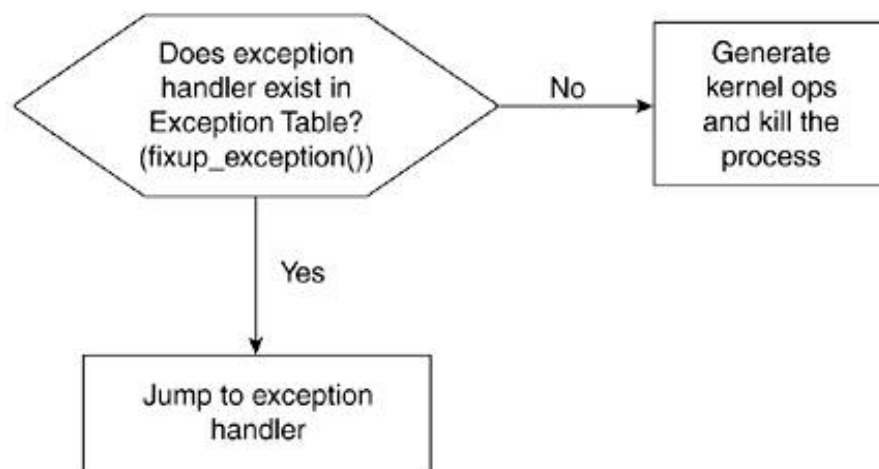 Does exception
handler exist in
Exception Table?
(fixup_exception())
No
Generate
kernel ops
and kill the
process
Yes
Jump to exception
handler